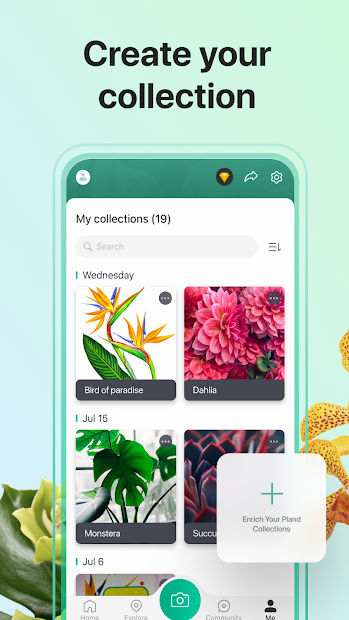 Create your
collection
My collections (19)
Search
Wednesday
Bird of paradise
Dahlia
Jul 15
Monstera
Succu
Enrich Your Pland
Collections
Jul 6
Home
Explore
Community
Me